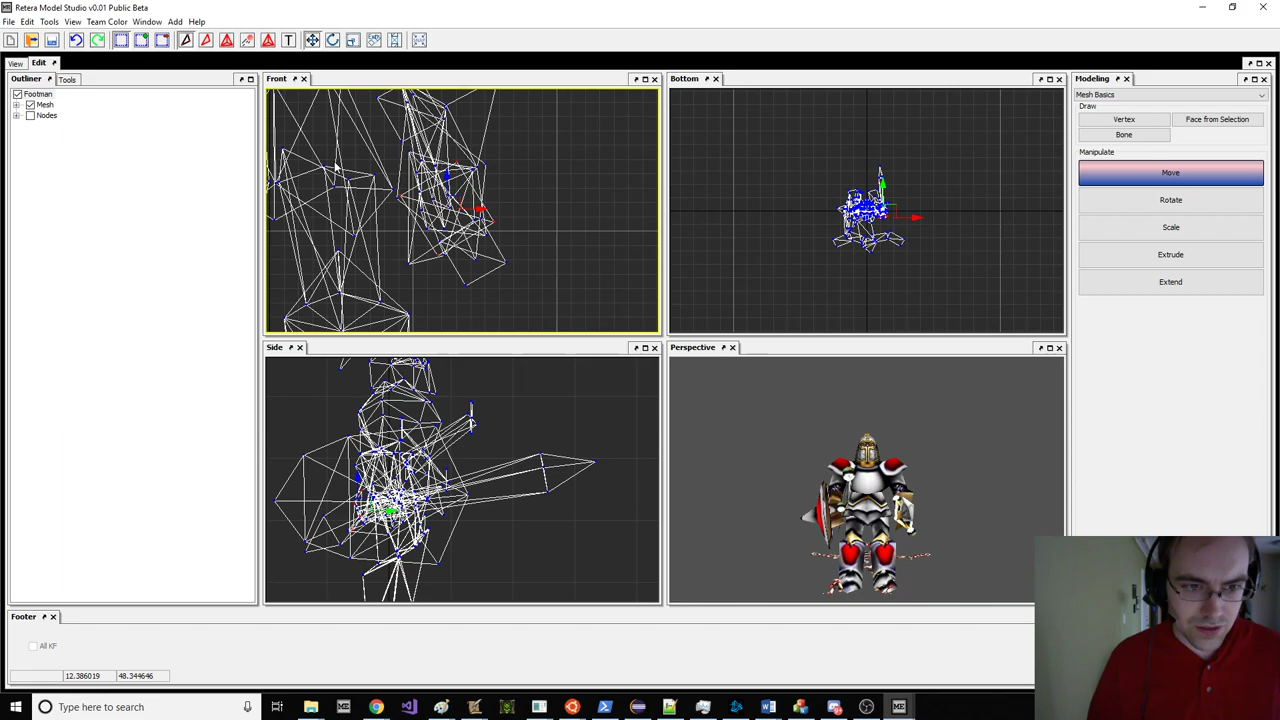 Retera Model Studio v0.01 Public Beta
File Edit Tools View Team Color Window Add Help
View Edit
Outliner Tools
Footman
Mesh
Nodes
Front
Bottom
Side
Perspective
Modeling
Mesh Basics
Draw
Vertex Face from Selection
Bone
Manipulate
Move
Rotate
Scale
Extrude
Extend
Footer
All KF
12.386019 48.344646
Type here to search